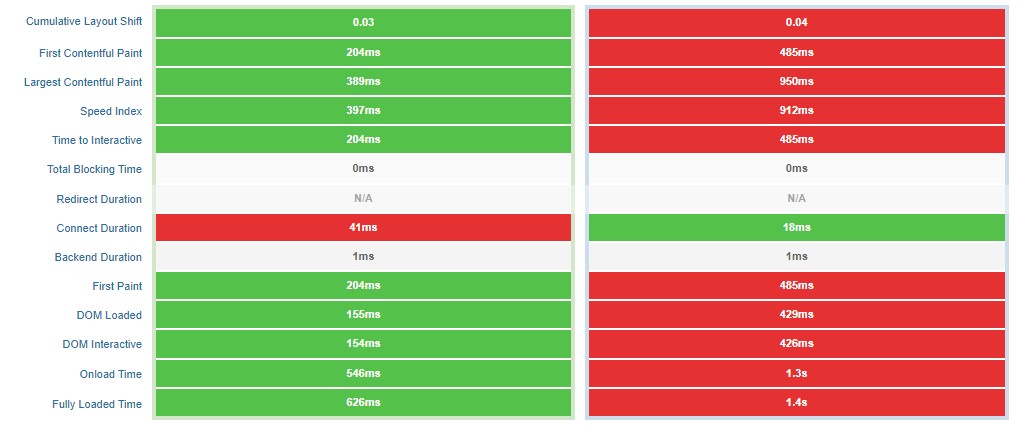 Cumulative Layout Shift 0.03 0.04
First Contentful Paint 204ms 485ms
Largest Contentful Paint 389ms 950ms
Speed Index 397ms 912ms
Time to Interactive 204ms 485ms
Total Blocking Time 0ms 0ms
Redirect Duration N/A N/A
Connect Duration 41ms 18ms
Backend Duration 1ms 1ms
First Paint 204ms 485ms
DOM Loaded 155ms 429ms
DOM Interactive 154ms 426ms
Onload Time 546ms 1.3s
Fully Loaded Time 626ms 1.4s